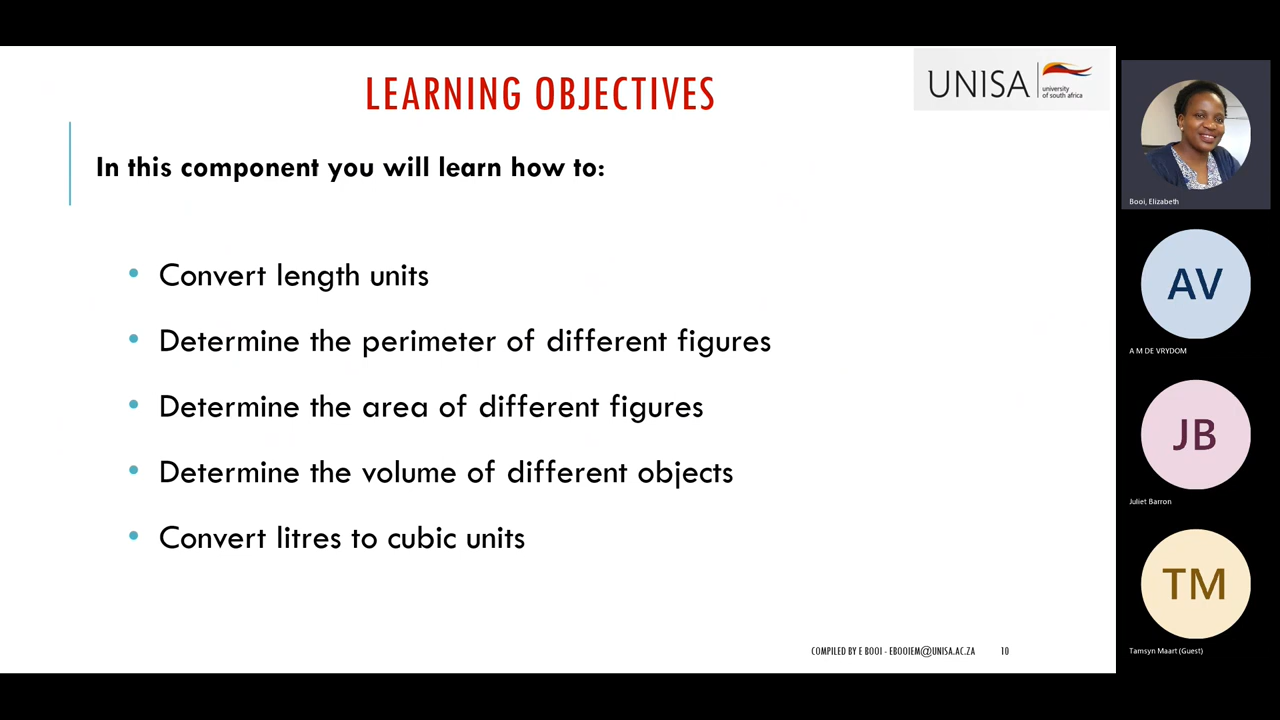 LEARNING OBJECTIVES
UNISA
university
of south africa
In this component you will learn how to:
• Convert length units
• Determine the perimeter of different figures
• Determine the area of different figures
• Determine the volume of different objects
• Convert litres to cubic units
COMPILED BY E BOOI - EBOOIEM@UNISA.AC.ZA 10
Booi, Elizabeth
AV
A M DE VRYDOM
JB
Juliet Barron
TM
Tamsyn Maart (Guest)